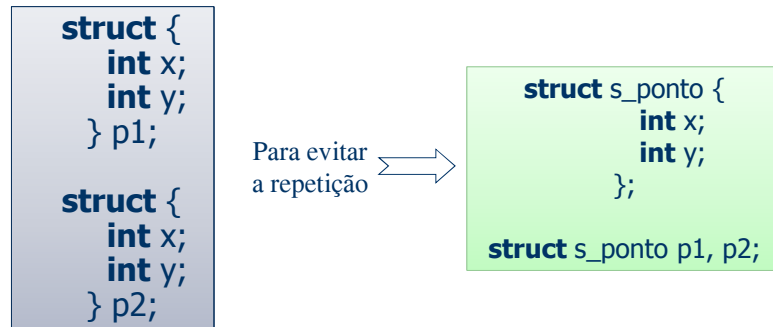 struct {
int x;
int y;
} p1;
struct {
int x;
int y;
} p2;
Para evitar
a repetição
struct s_ponto {
int x;
int y;
};
struct s_ponto p1, p2;